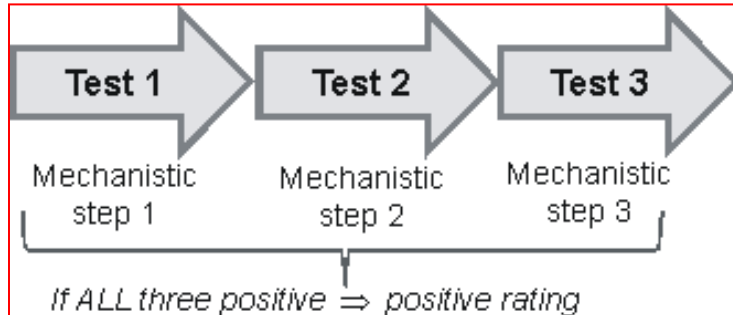 Test 1 Test 2 Test 3
Mechanistic step 1
Mechanistic step 2
Mechanistic step 3
If ALL three positive ⇒ positive rating